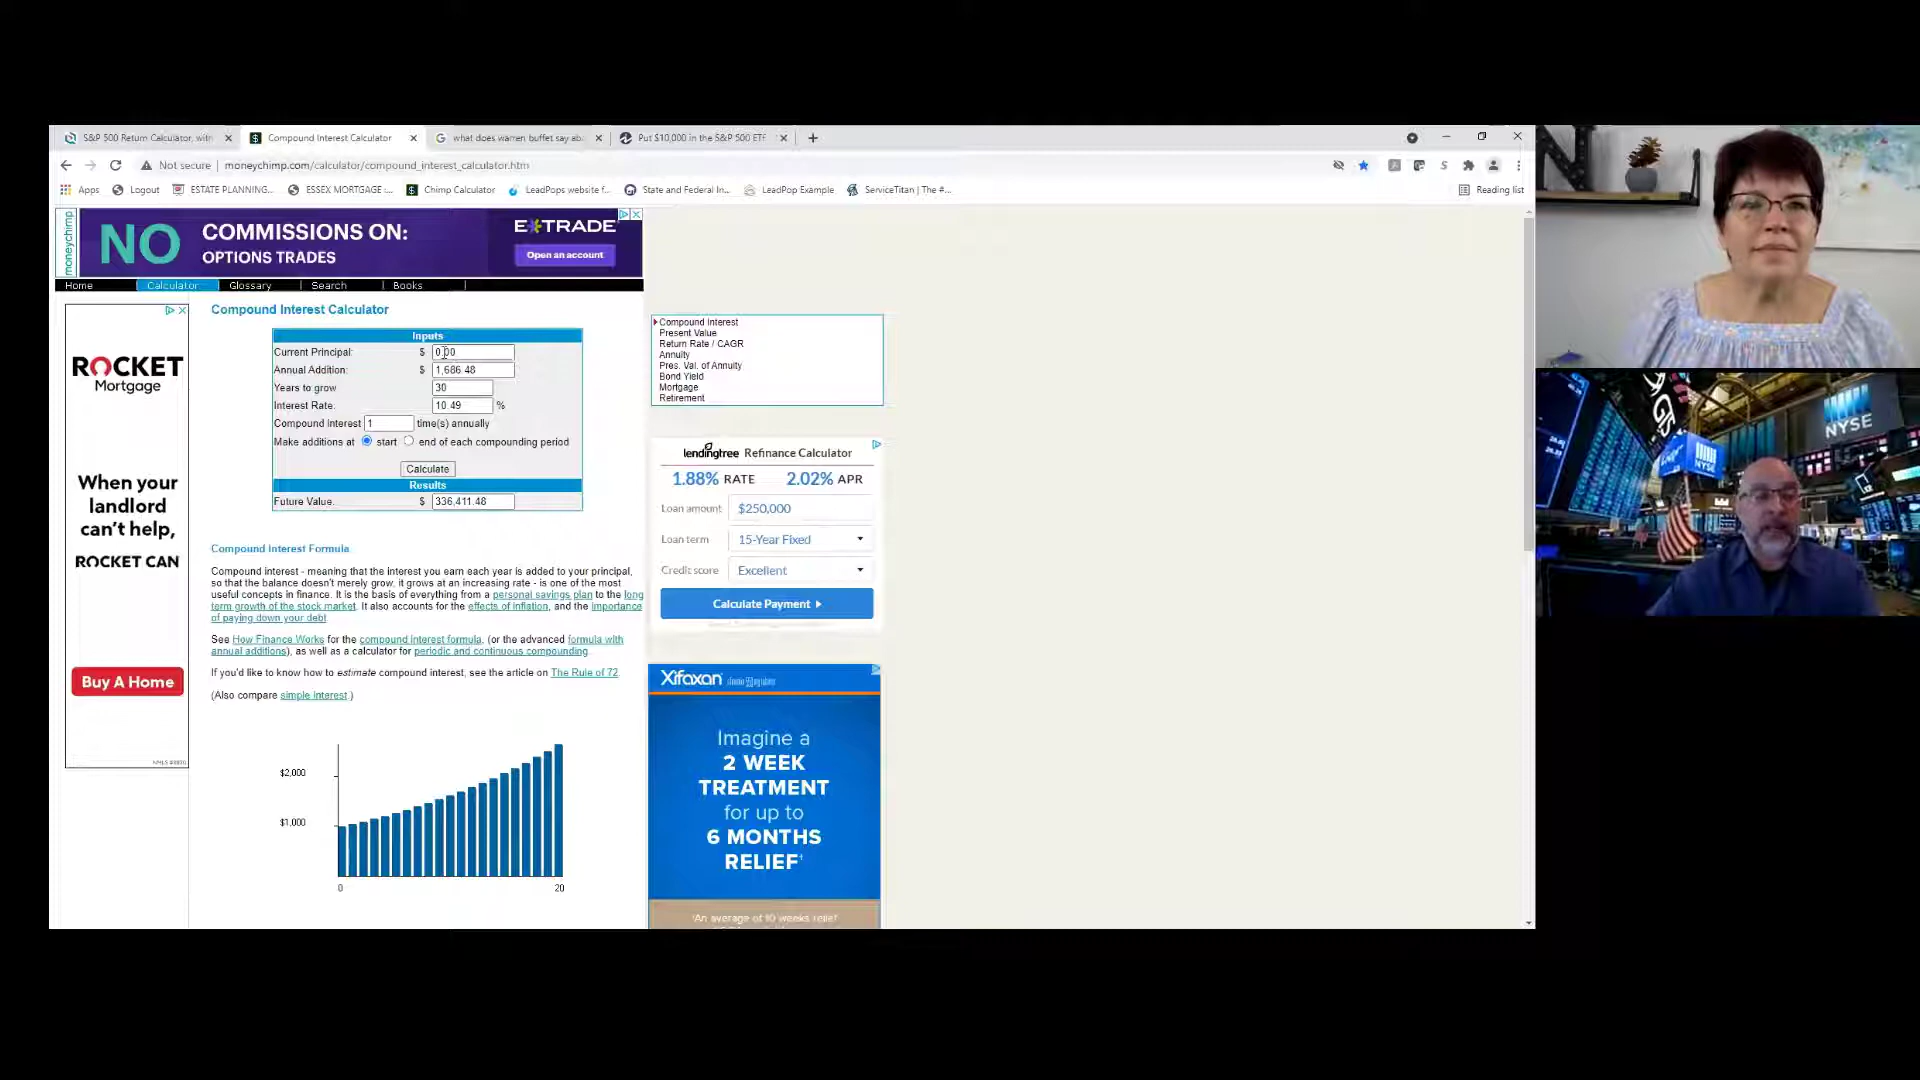 S&P 500 Return Calculator, with
Compound Interest Calculator
what does warren buffet say ab
Put $10,000 in the S&P 500 ETF
Not secure
moneychimp.com/calculator/compound_interest_calculator.htm
Apps
Logout
ESTATE PLANNING...
ESSEX MORTGAGE :...
Chimp Calculator
LeadPops website f...
State and Federal In...
LeadPop Example
ServiceTitan | The #...
Reading list
moneychimp
NO
COMMISSIONS ON:
OPTIONS TRADES
E*TRADE
Open an account
Home
Calculator
Glossary
Search
Books
ROCKET
Mortgage
When your
landlord
can't help,
ROCKET CAN
Buy A Home
Compound Interest Calculator
Inputs
Current Principal: $ 0.00
Annual Addition: $ 1,686.48
Years to grow 30
Interest Rate: 10.49 %
Compound Interest 1 time(s) annually
Make additions at start end of each compounding period
Calculate
Results
Future Value: $ 336,411.48
Compound Interest Formula
Compound interest - meaning that the interest you earn each year is added to your principal,
so that the balance doesn't merely grow, it grows at an increasing rate - is one of the most
useful concepts in finance. It is the basis of everything from a personal savings plan to the long
term growth of the stock market. It also accounts for the effects of inflation, and the importance
of paying down your debt.
See How Finance Works for the compound interest formula, (or the advanced formula with
annual additions), as well as a calculator for periodic and continuous compounding.
If you'd like to know how to estimate compound interest, see the article on The Rule of 72.
(Also compare simple interest.)
$2,000
$1,000
0
20
Compound Interest
Present Value
Return Rate / CAGR
Annuity
Pres. Val. of Annuity
Bond Yield
Mortgage
Retirement
lendingtree Refinance Calculator
1.88% RATE 2.02% APR
Loan amount $250,000
Loan term 15-Year Fixed
Credit score Excellent
Calculate Payment
Xifaxan
Imagine a
2 WEEK
TREATMENT
for up to
6 MONTHS
RELIEF†
An average of 10 weeks relief
NYSE
NYSE